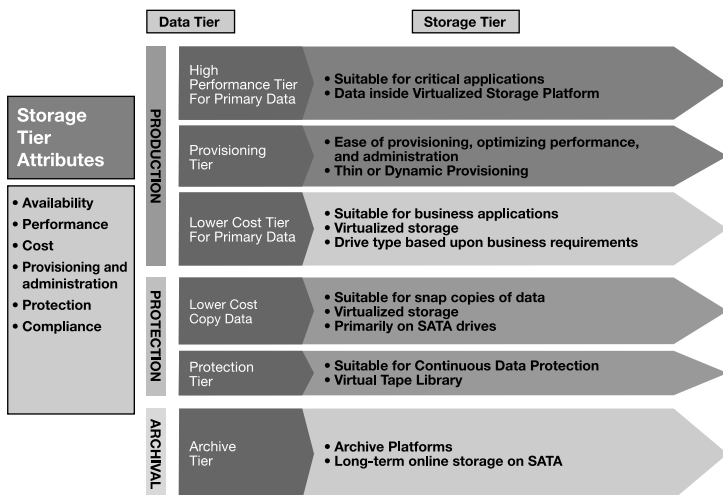 Data Tier
Storage Tier
Storage
Tier
Attributes
• Availability
• Performance
• Cost
• Provisioning and
administration
• Protection
• Compliance
PRODUCTION
High
Performance Tier
For Primary Data
• Suitable for critical applications
• Data inside Virtualized Storage Platform
Provisioning
Tier
• Ease of provisioning, optimizing performance,
and administration
• Thin or Dynamic Provisioning
Lower Cost Tier
For Primary Data
• Suitable for business applications
• Virtualized storage
• Drive type based upon business requirements
PROTECTION
Lower Cost
Copy Data
• Suitable for snap copies of data
• Virtualized storage
• Primarily on SATA drives
Protection
Tier
• Suitable for Continuous Data Protection
• Virtual Tape Library
ARCHIVAL
Archive
Tier
• Archive Platforms
• Long-term online storage on SATA